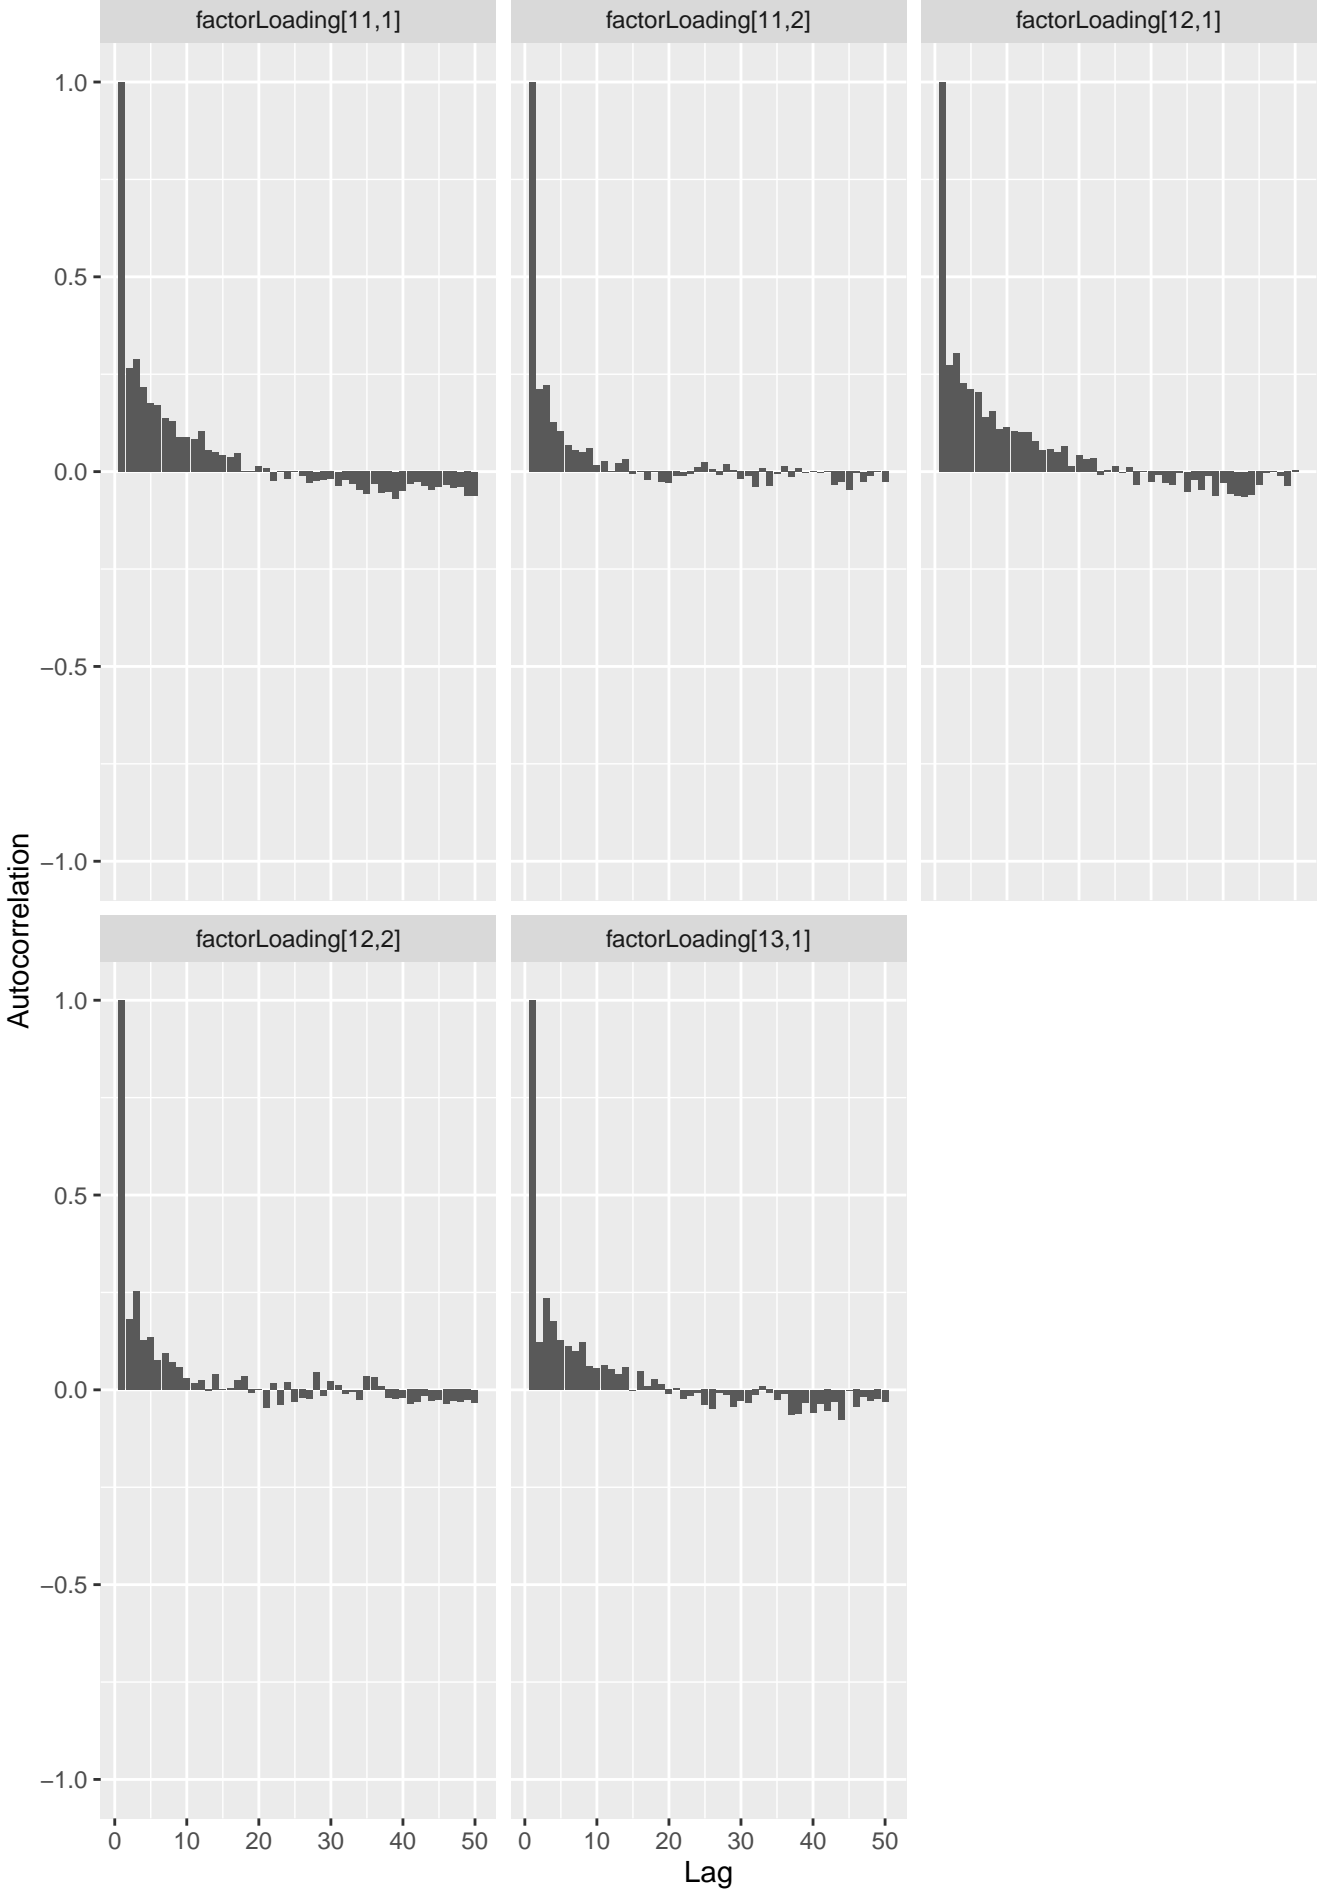 factorLoading[11,1]
factorLoading[11,2]
factorLoading[12,1]
1.0
0.5
0.0
−0.5
−1.0
Autocorrelation
factorLoading[12,2]
factorLoading[13,1]
1.0
0.5
0.0
−0.5
−1.0
0 10 20 30 40 50
0 10 20 30 40 50
Lag